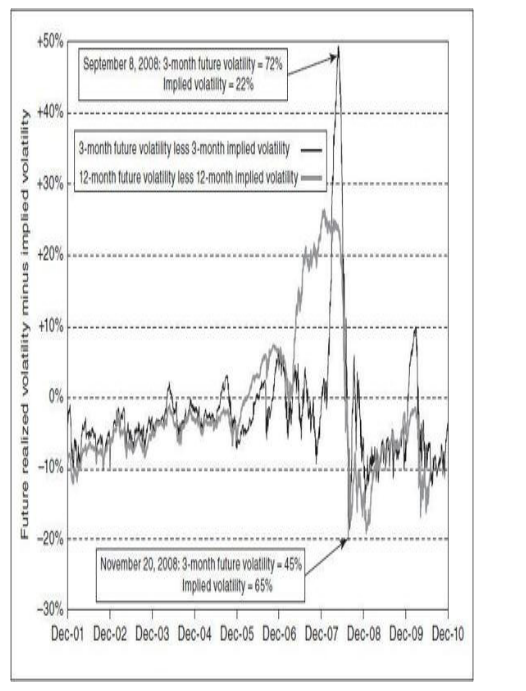 +50%
September 8, 2008: 3-month future volatility = 72%
Implied volatility = 22%
+40%
3-month future volatility less 3-month implied volatility
+30%
12-month future volatility less 12-month implied volatility
+20%
+10%
0%
–10%
–20%
November 20, 2008: 3-month future volatility = 45%
Implied volatility = 65%
–30%
Future realized volatility minus implied volatility
Dec-01 Dec-02 Dec-03 Dec-04 Dec-05 Dec-06 Dec-07 Dec-08 Dec-09 Dec-10